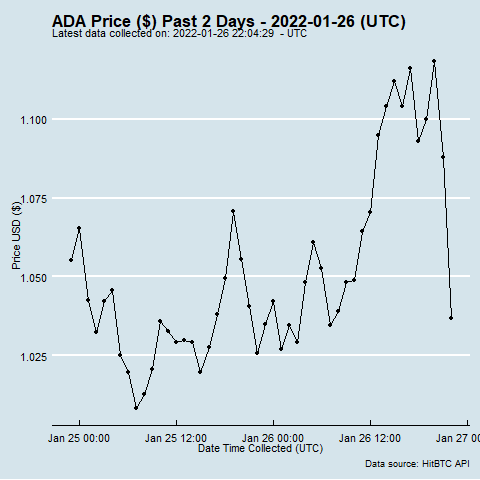 ADA Price ($) Past 2 Days - 2022-01-26 (UTC)
Latest data collected on: 2022-01-26 22:04:29 - UTC
1.100
1.075
1.050
1.025
Price USD ($)
Jan 25 00:00 Jan 25 12:00 Jan 26 00:00 Jan 26 12:00 Jan 27 00
Date Time Collected (UTC)
Data source: HitBTC API